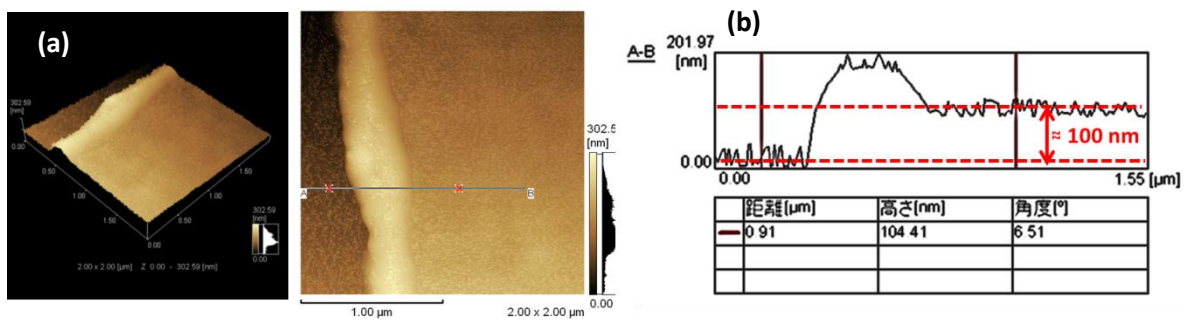 (a)
302.59
[nm]
0.00
0.50
1.00
1.50
0.00
0.50
1.00
1.50
302.59
[nm]
0.00
2.00 x 2.00 [µm] Z 0.00 - 302.59 [nm]
A
B
1.00 µm
2.00 x 2.00 µm
302.5
[nm]
0.00
(b)
A-B
201.97
[nm]
0.00
≈ 100 nm
0.00
1.55 [µm]
距離[µm] 高さ[nm] 角度[°]
0.91 104.41 6.51